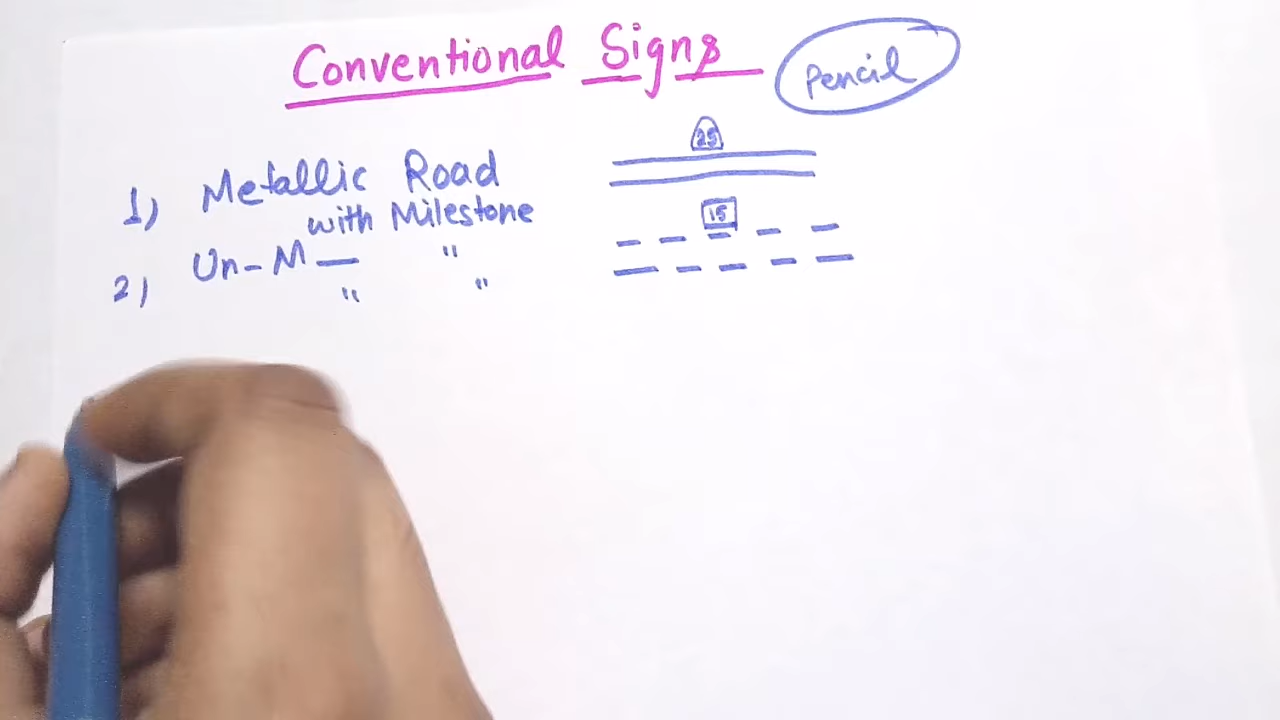 Conventional Signs
Pencil
25
1) Metallic Road
with Milestone
15
2) Un-M — "
" "